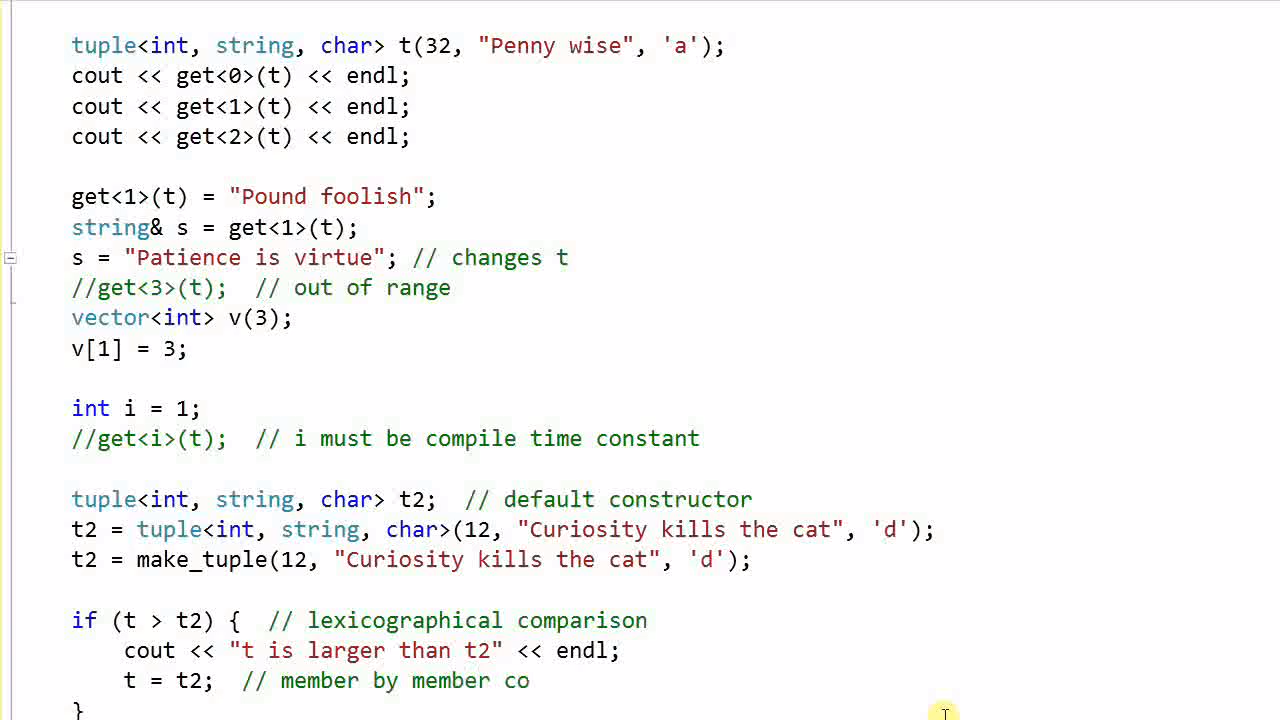 tuple<int, string, char> t(32, "Penny wise", 'a');
cout << get<0>(t) << endl;
cout << get<1>(t) << endl;
cout << get<2>(t) << endl;
get<1>(t) = "Pound foolish";
string& s = get<1>(t);
s = "Patience is virtue"; // changes t
//get<3>(t);  // out of range
vector<int> v(3);
v[1] = 3;
int i = 1;
//get<i>(t);  // i must be compile time constant
tuple<int, string, char> t2;  // default constructor
t2 = tuple<int, string, char>(12, "Curiosity kills the cat", 'd');
t2 = make_tuple(12, "Curiosity kills the cat", 'd');
if (t > t2) {  // lexicographical comparison
    cout << "t is larger than t2" << endl;
    t = t2;  // member by member co
}